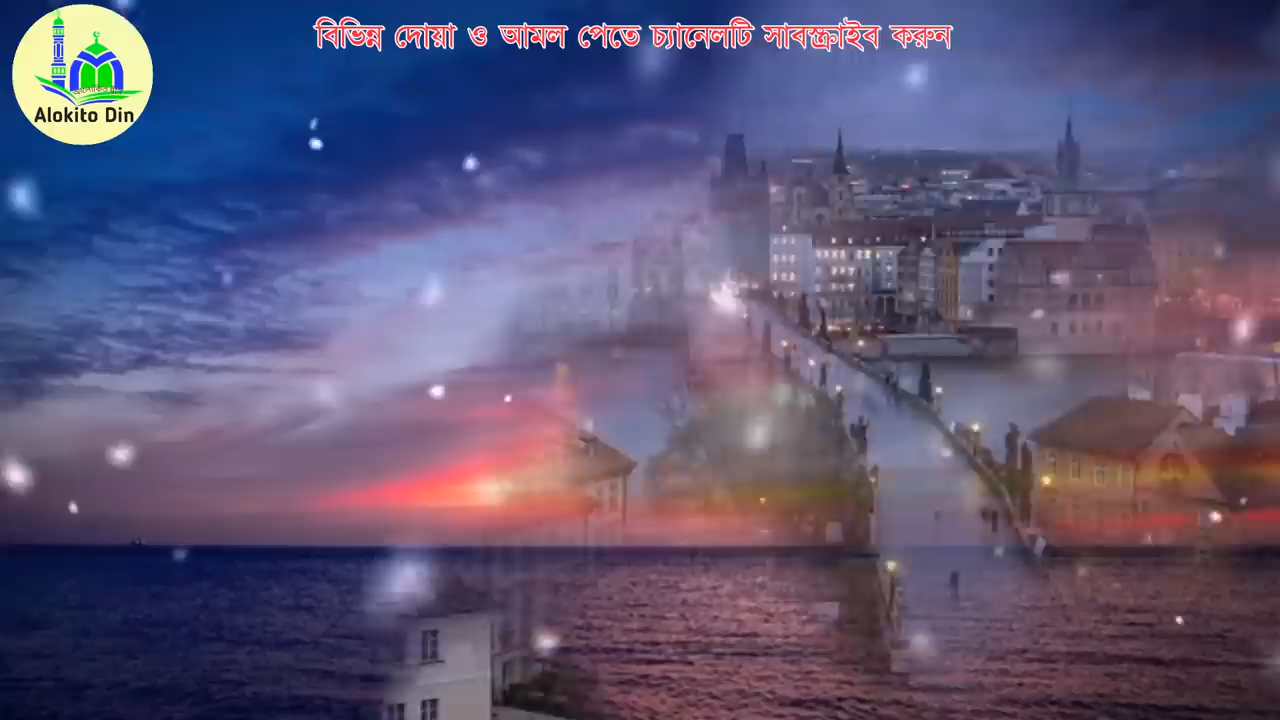 বিভিন্ন দোয়া ও আমল পেতে চ্যানেলটি সাবস্ক্রাইব করুন
Alokito Din